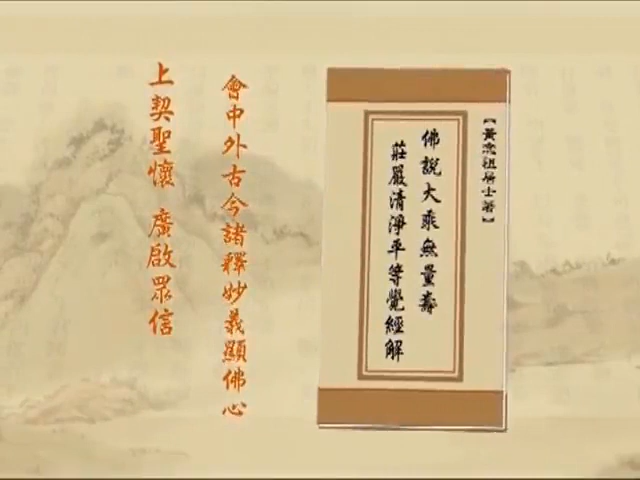 【黃念祖居士著】
佛說大乘無量壽
莊嚴清淨平等覺經解
會中外古今諸釋妙義顯佛心
上契聖懷 廣啟眾信